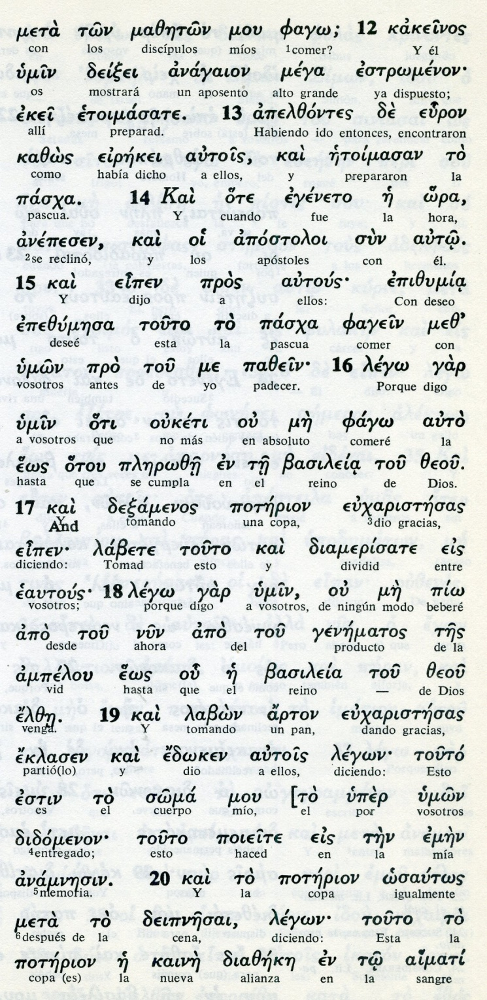 μετὰ τῶν μαθητῶν μου φαγω; 12 κἀκεῖνος
con los discípulos míos ¹comer? Y él
ὑμῖν δείξει ἀνάγαιον μέγα ἐστρωμένον·
os mostrará un aposento alto grande ya dispuesto;
ἐκεῖ ἑτοιμάσατε. 13 ἀπελθόντες δὲ εὗρον
allí preparad. Habiendo ido entonces, encontraron
καθὼς εἰρήκει αὐτοῖς, καὶ ἡτοίμασαν τὸ
como había dicho a ellos, y prepararon la
πάσχα. 14 Καὶ ὅτε ἐγένετο ἡ ὥρα,
pascua. Y cuando fue la hora,
ἀνέπεσεν, καὶ οἱ ἀπόστολοι σὺν αὐτῷ.
²se reclinó, y los apóstoles con él.
15 καὶ εἶπεν πρὸς αὐτούς· ἐπιθυμίᾳ
Y dijo a ellos: Con deseo
ἐπεθύμησα τοῦτο τὸ πάσχα φαγεῖν μεθ’
deseé esta la pascua comer con
ὑμῶν πρὸ τοῦ με παθεῖν· 16 λέγω γὰρ
vosotros antes de yo padecer. Porque digo
ὑμῖν ὅτι οὐκέτι οὐ μὴ φάγω αὐτὸ
a vosotros que no más en absoluto comeré la
ἕως ὅτου πληρωθῇ ἐν τῇ βασιλείᾳ τοῦ θεοῦ.
hasta que se cumpla en el reino de Dios.
17 καὶ δεξάμενος ποτήριον εὐχαριστήσας
Y And tomando una copa, ³dio gracias,
εἶπεν· λάβετε τοῦτο καὶ διαμερίσατε εἰς
diciendo: Tomad esto y dividid entre
ἑαυτούς· 18 λέγω γὰρ ὑμῖν, οὐ μὴ πίω
vosotros; porque digo a vosotros, de ningún modo beberé
ἀπὸ τοῦ νῦν ἀπὸ τοῦ γενήματος τῆς
desde ahora del producto de la
ἀμπέλου ἕως οὗ ἡ βασιλεία τοῦ θεοῦ
vid hasta que el reino — de Dios
ἔλθῃ. 19 καὶ λαβὼν ἄρτον εὐχαριστήσας
venga. Y tomando un pan, dando gracias,
ἔκλασεν καὶ ἔδωκεν αὐτοῖς λέγων· τοῦτό
partió(lo) y dio a ellos, diciendo: Esto
ἐστιν τὸ σῶμά μου [τὸ ὑπὲρ ὑμῶν
es el cuerpo mío, el por vosotros
διδόμενον· τοῦτο ποιεῖτε εἰς τὴν ἐμὴν
⁴entregado; esto haced en la mía
ἀνάμνησιν. 20 καὶ τὸ ποτήριον ὡσαύτως
⁵memoria. Y la copa igualmente
μετὰ τὸ δειπνῆσαι, λέγων· τοῦτο τὸ
⁶después de la cena, diciendo: Esta la
ποτήριον ἡ καινὴ διαθήκη ἐν τῷ αἵματί
copa (es) la nueva alianza en la sangre